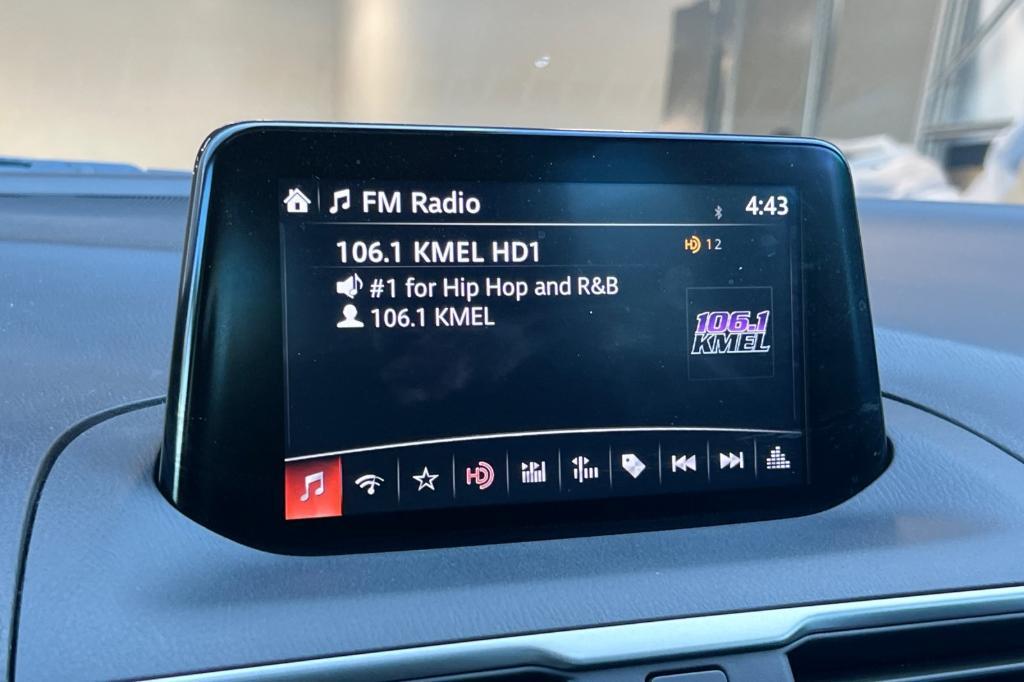 FM Radio
4:43
106.1 KMEL HD1
HD 1 2
#1 for Hip Hop and R&B
106.1 KMEL
106.1
KMEL
HD